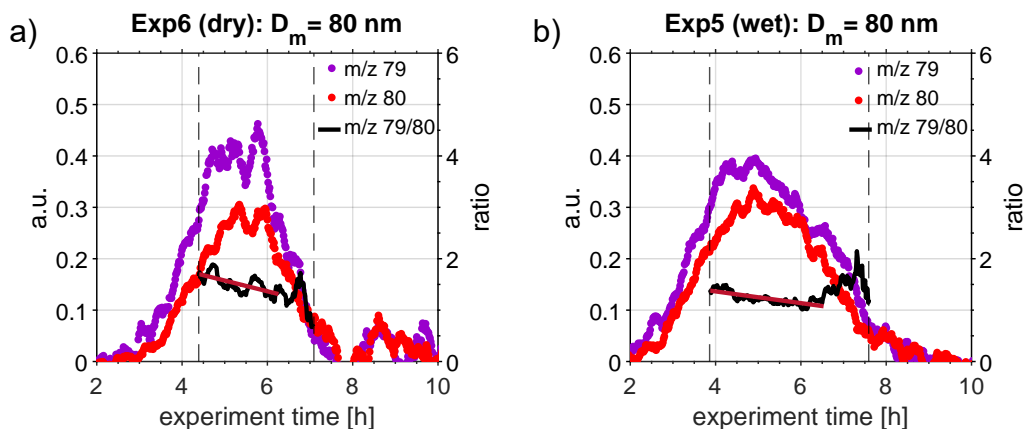 a)
Exp6 (dry): Dm= 80 nm
0.6
0.5
0.4
0.3
0.2
0.1
0
a.u.
6
4
2
0
ratio
m/z 79
m/z 80
m/z 79/80
2
4
6
8
10
experiment time [h]
b)
Exp5 (wet): Dm= 80 nm
0.6
0.5
0.4
0.3
0.2
0.1
0
a.u.
6
4
2
0
ratio
m/z 79
m/z 80
m/z 79/80
2
4
6
8
10
experiment time [h]